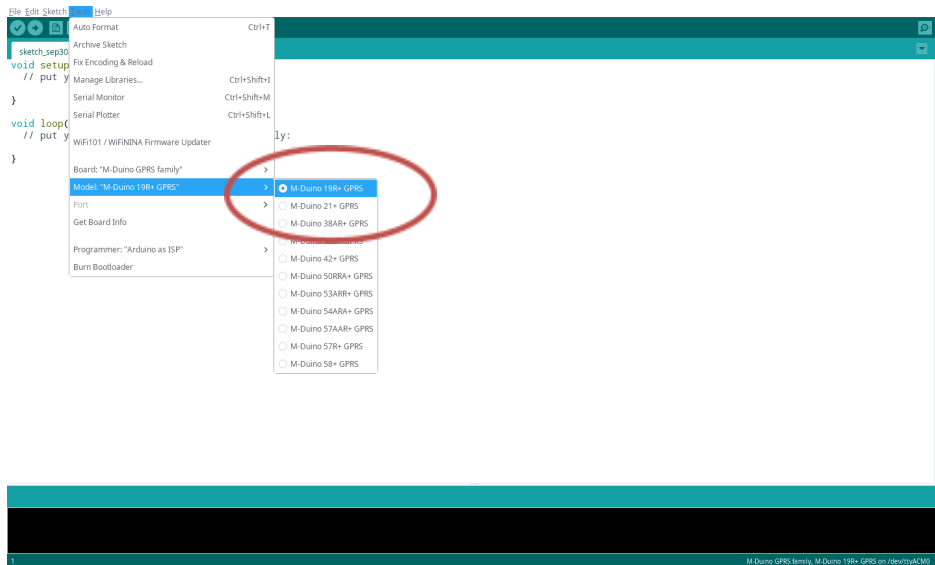 File Edit Sketch Tools Help
sketch_sep30
void setup
// put y
}
void loop(
// put y
ly:
}
Auto Format Ctrl+T
Archive Sketch
Fix Encoding & Reload
Manage Libraries... Ctrl+Shift+I
Serial Monitor Ctrl+Shift+M
Serial Plotter Ctrl+Shift+L
WiFi101 / WiFiNINA Firmware Updater
Board: "M-Duino GPRS family"
Model: "M-Duino 19R+ GPRS"
Port
Get Board Info
Programmer: "Arduino as ISP"
Burn Bootloader
M-Duino 19R+ GPRS
M-Duino 21+ GPRS
M-Duino 38AR+ GPRS
M-Duino 42+ GPRS
M-Duino 50RRA+ GPRS
M-Duino 53ARR+ GPRS
M-Duino 54ARA+ GPRS
M-Duino 57AAR+ GPRS
M-Duino 57R+ GPRS
M-Duino 58+ GPRS
1
M-Duino GPRS family, M-Duino 19R+ GPRS on /dev/ttyACM0